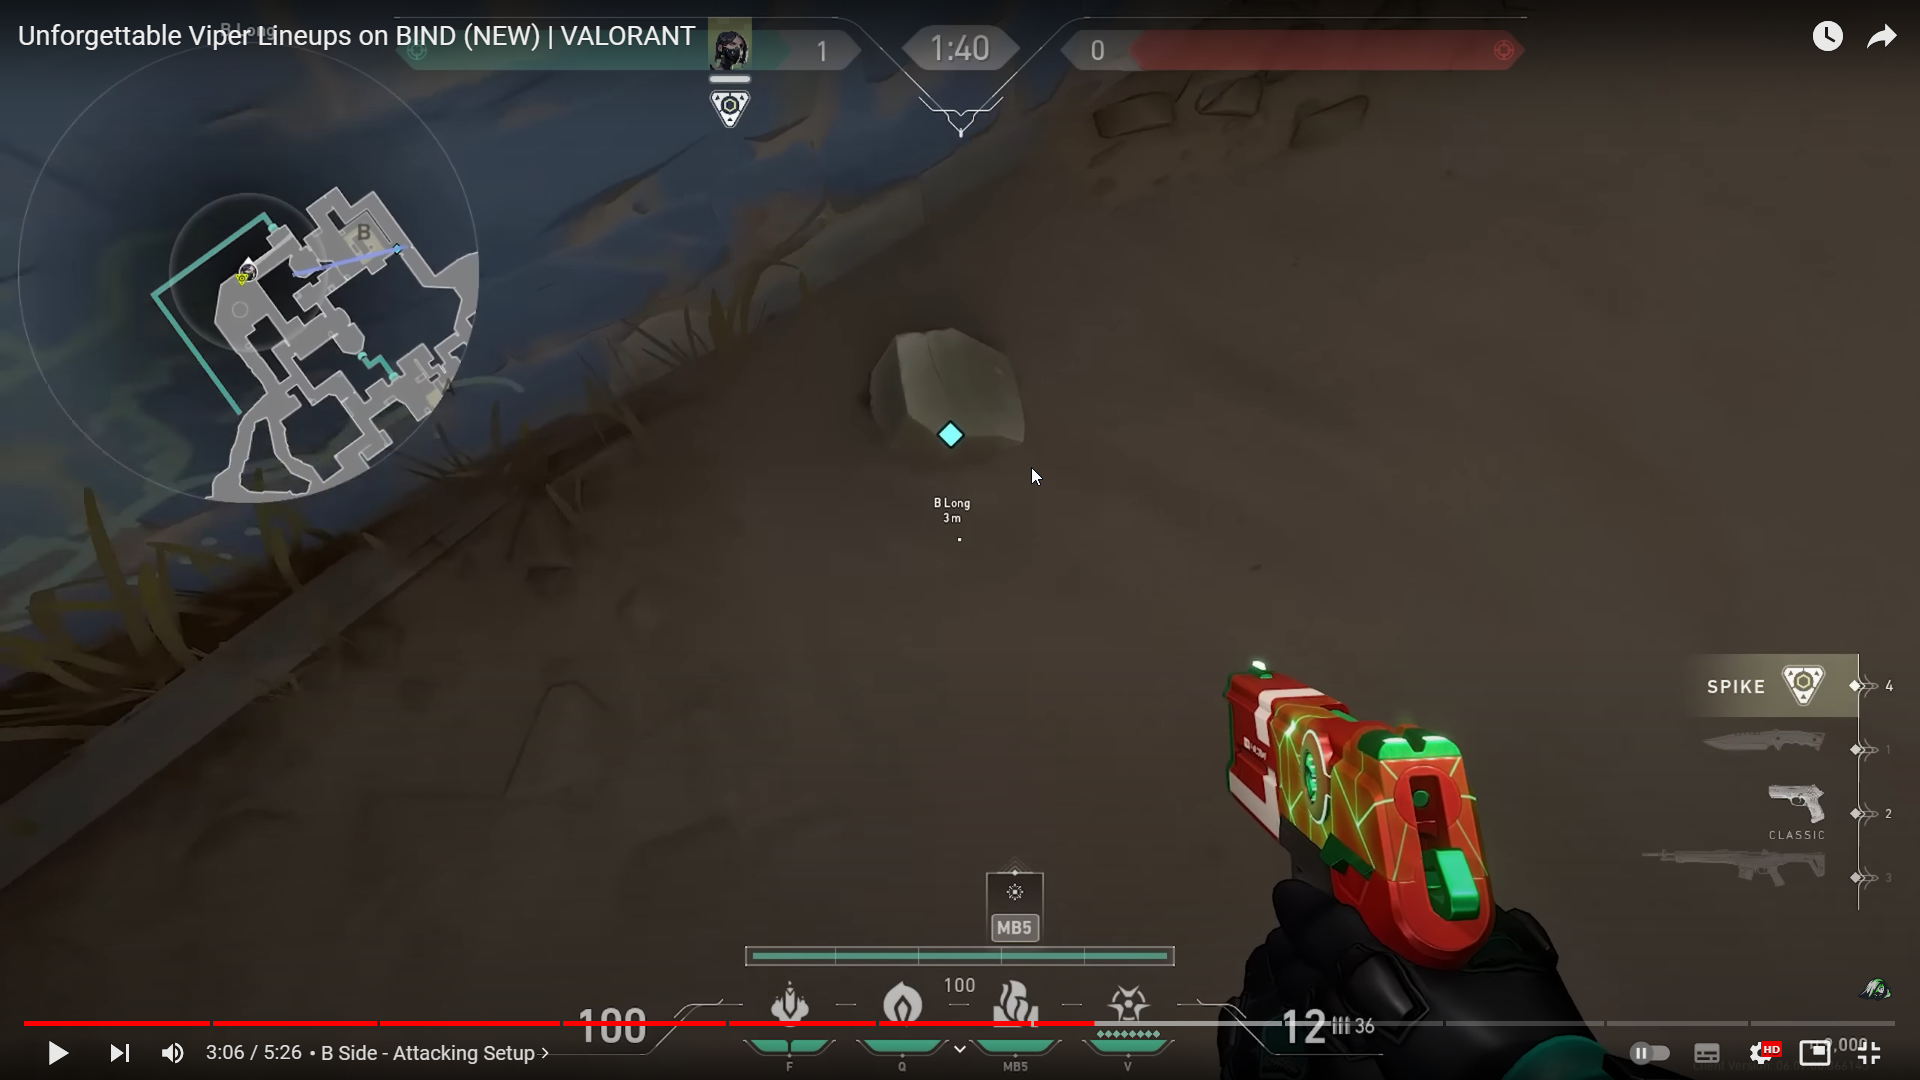 Unforgettable Viper Lineups on BIND (NEW) | VALORANT
B Long
1
1:40
0
B
A
B Long
3 m
SPIKE
4
1
2
CLASSIC
3
MB5
100
100
12
36
3:06 / 5:26 • B Side - Attacking Setup
HD
F
Q
MB5
V